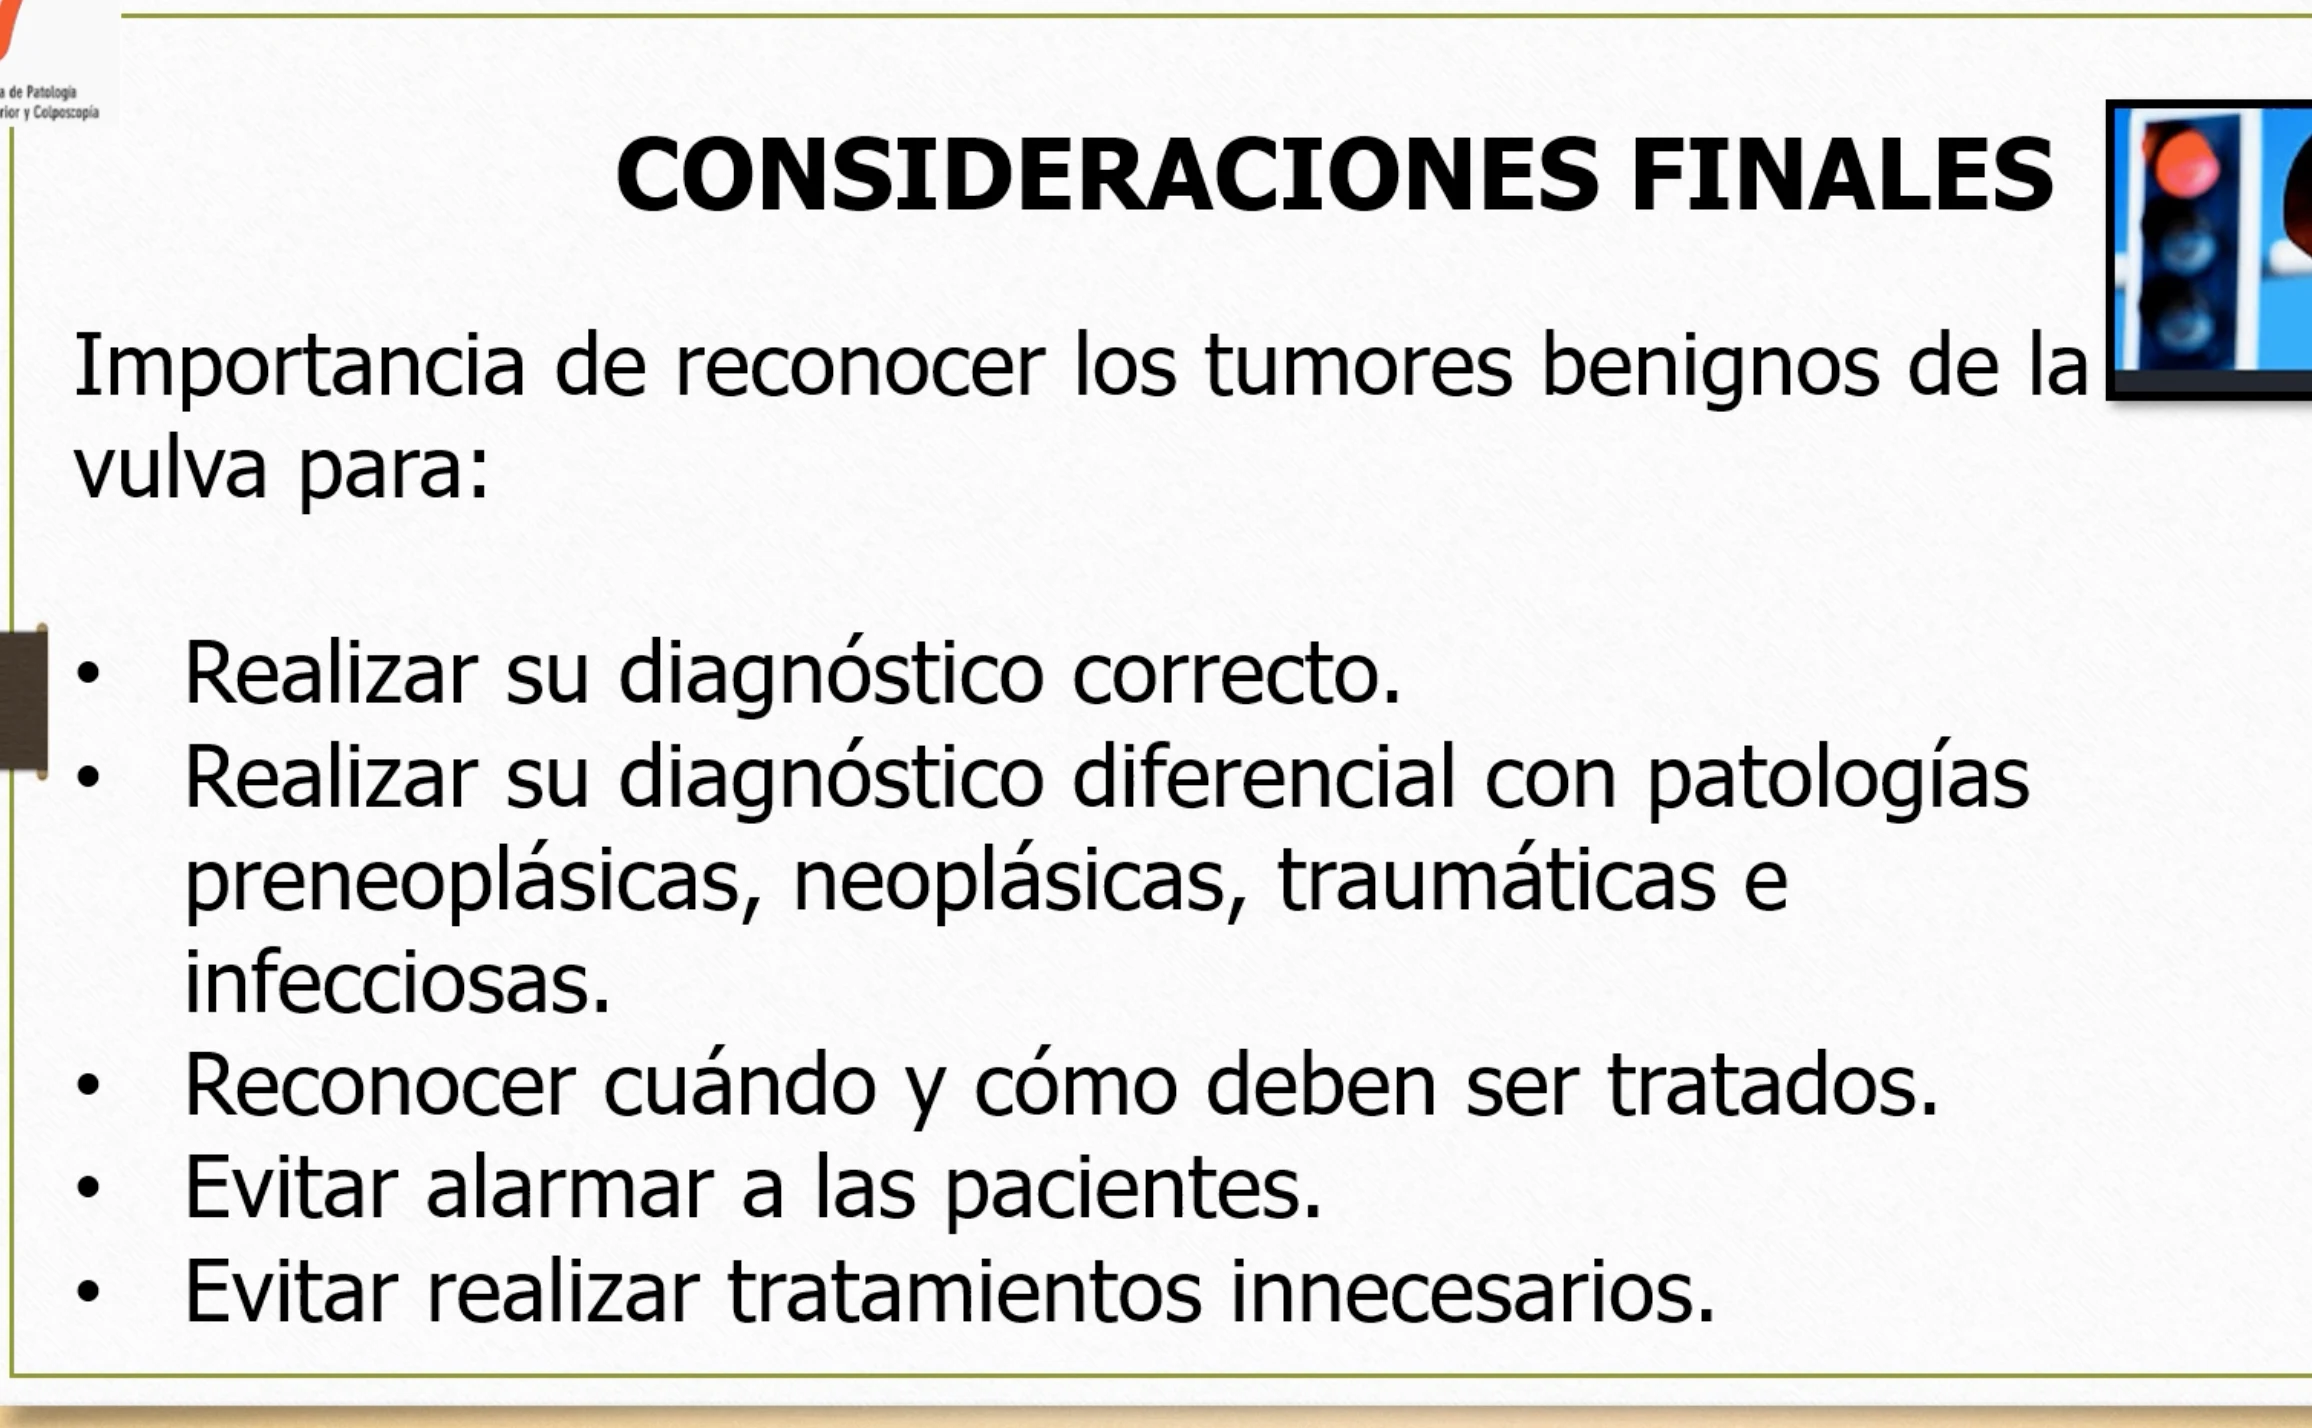 a de Patología
rior y Colposcopía
CONSIDERACIONES FINALES
Importancia de reconocer los tumores benignos de la
vulva para:
• Realizar su diagnóstico correcto.
• Realizar su diagnóstico diferencial con patologías
preneoplásicas, neoplásicas, traumáticas e
infecciosas.
• Reconocer cuándo y cómo deben ser tratados.
• Evitar alarmar a las pacientes.
• Evitar realizar tratamientos innecesarios.